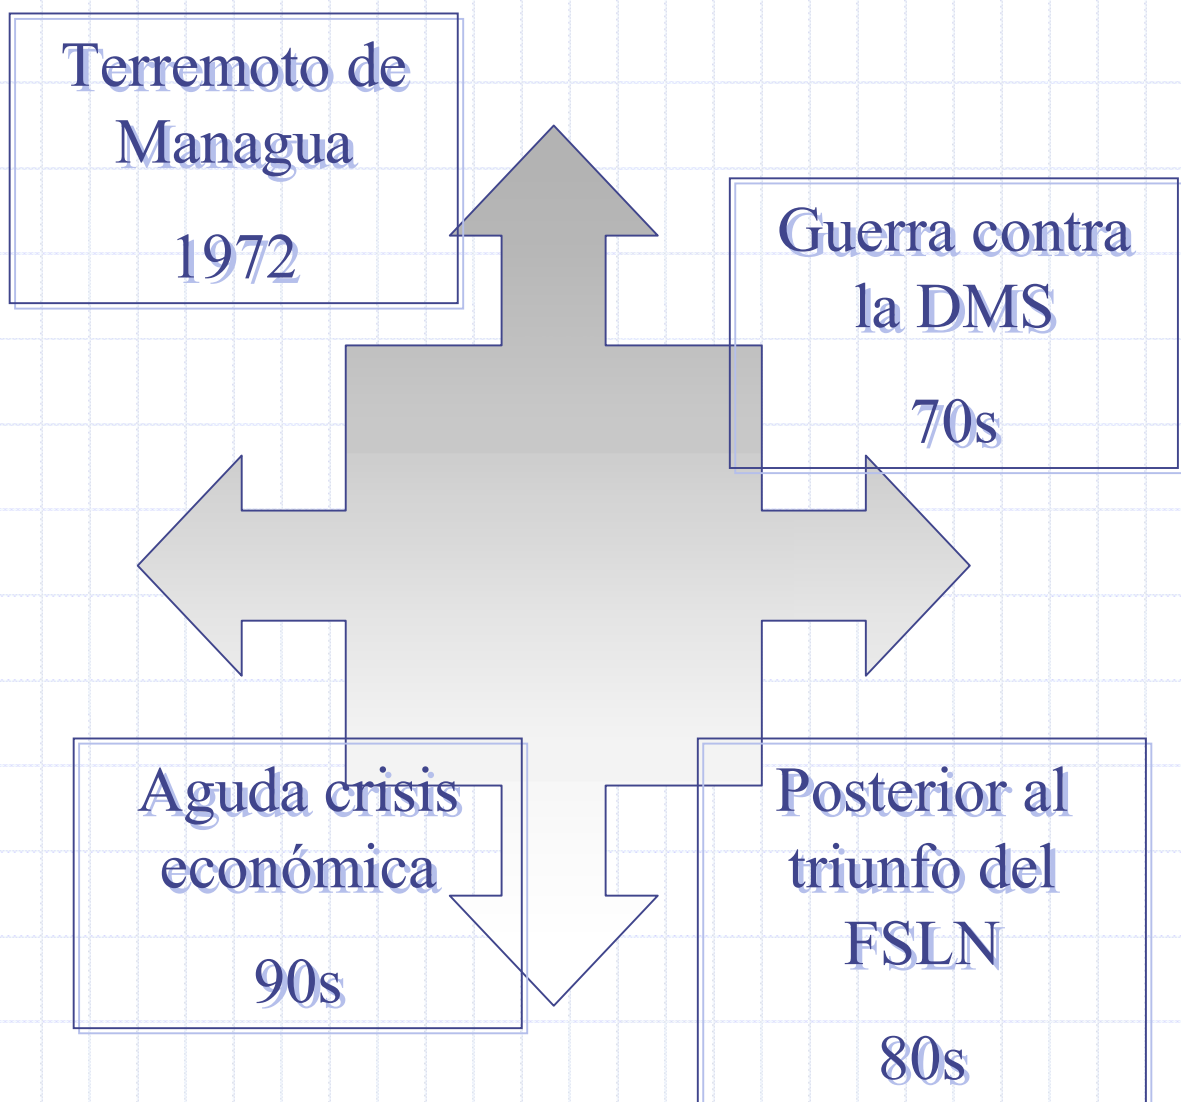 Terremoto de
Managua
1972
Guerra contra
la DMS
70s
Aguda crisis
económica
90s
Posterior al
triunfo del
FSLN
80s